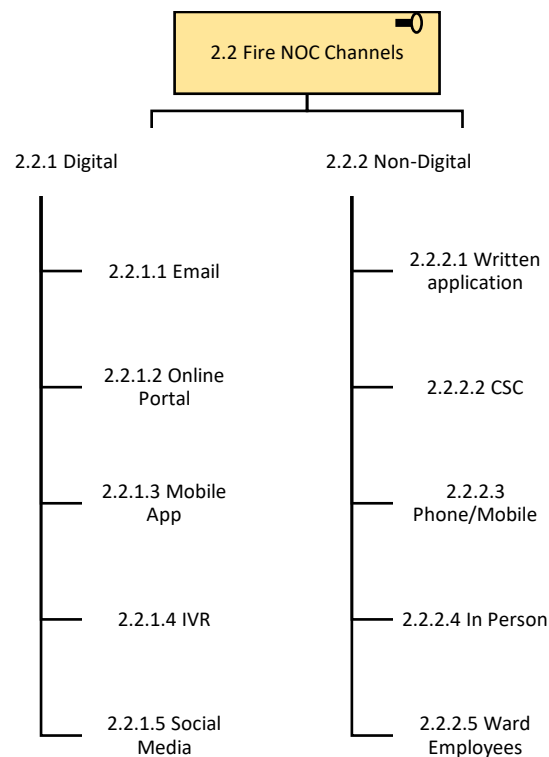 2.2 Fire NOC Channels
2.2.1 Digital
2.2.1.1 Email
2.2.1.2 Online
Portal
2.2.1.3 Mobile
App
2.2.1.4 IVR
2.2.1.5 Social
Media
2.2.2 Non-Digital
2.2.2.1 Written
application
2.2.2.2 CSC
2.2.2.3
Phone/Mobile
2.2.2.4 In Person
2.2.2.5 Ward
Employees